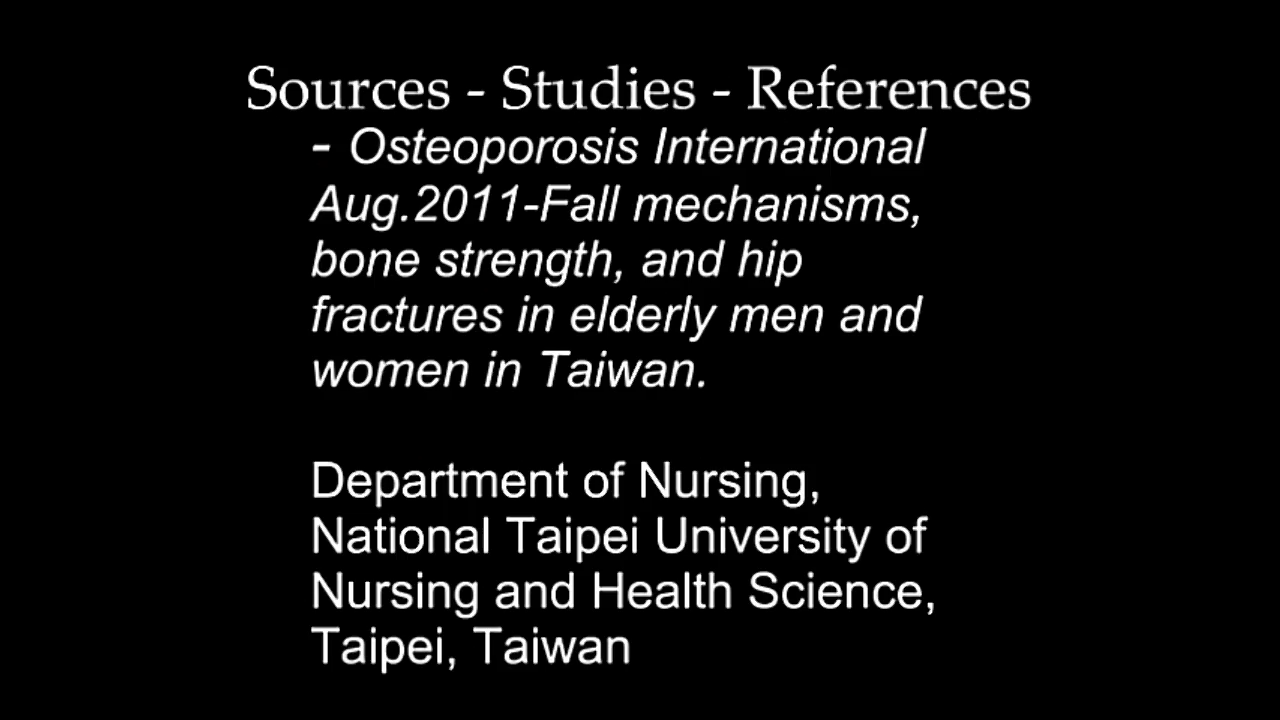 Sources - Studies - References
- Osteoporosis International
Aug.2011-Fall mechanisms,
bone strength, and hip
fractures in elderly men and
women in Taiwan.
Department of Nursing,
National Taipei University of
Nursing and Health Science,
Taipei, Taiwan